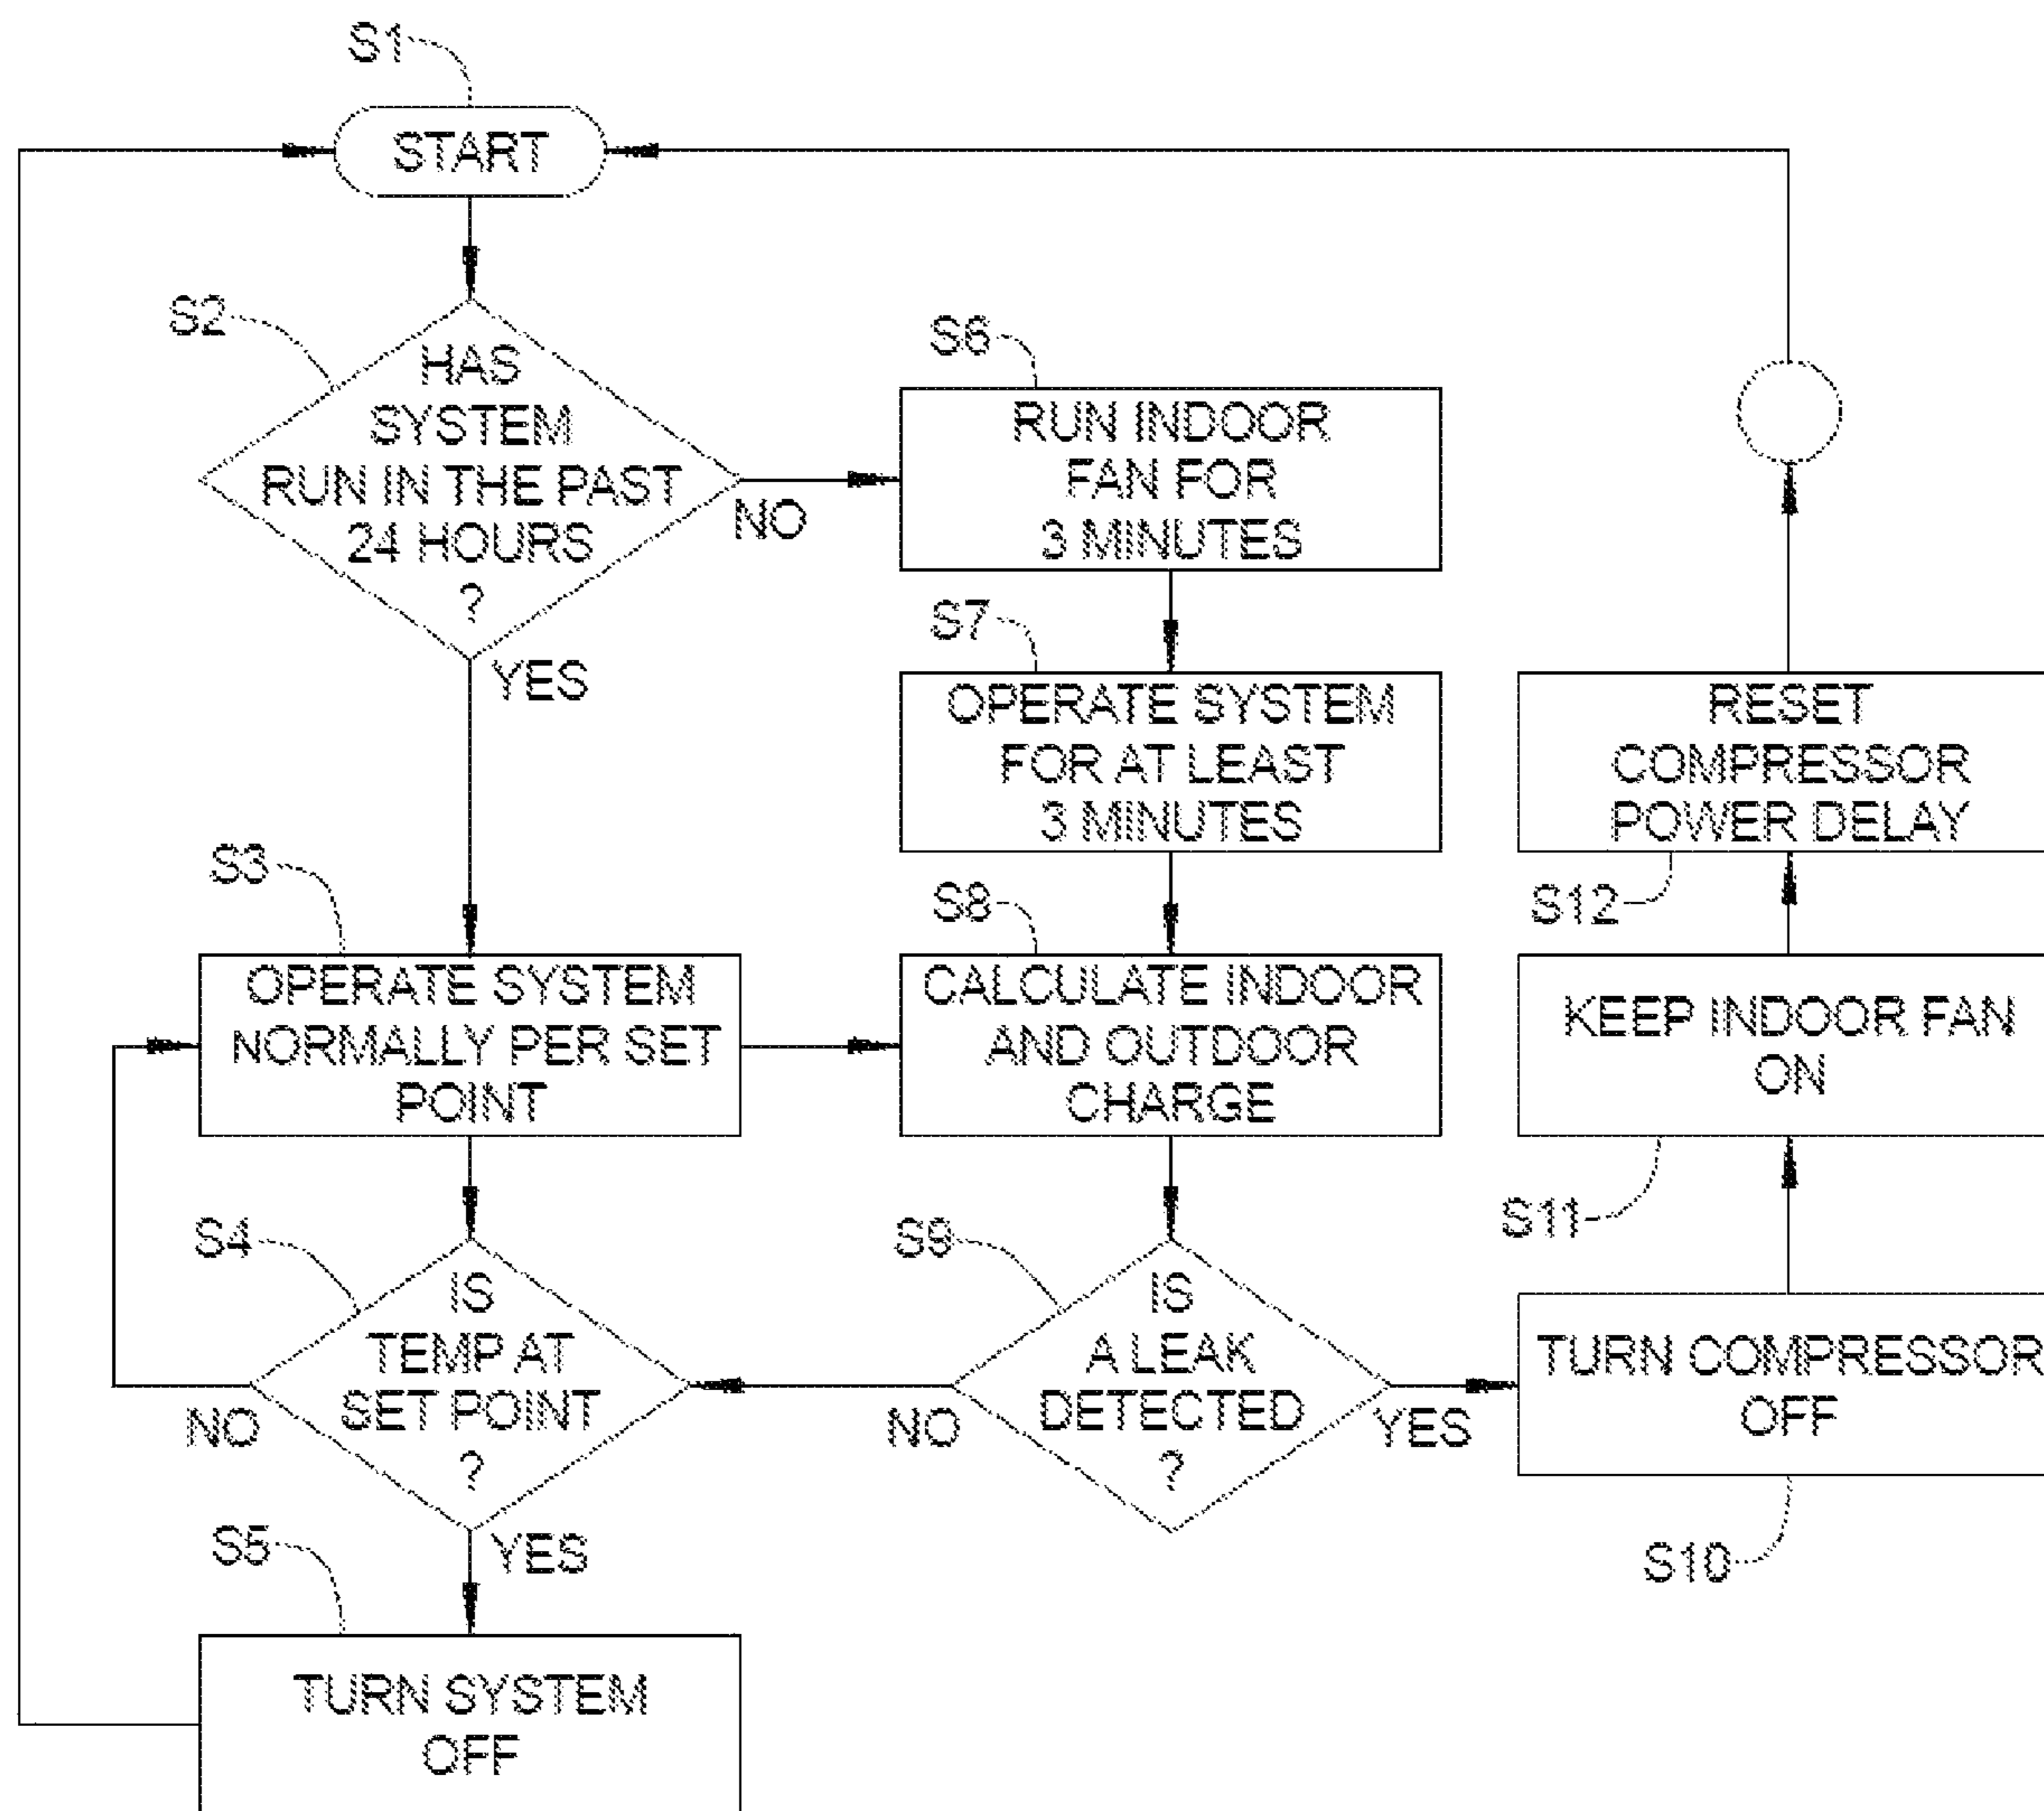 S1
START
S2
HAS
SYSTEM
RUN IN THE PAST
24 HOURS
?
NO
YES
S6
RUN INDOOR
FAN FOR
3 MINUTES
S7
OPERATE SYSTEM
FOR AT LEAST
3 MINUTES
RESET
COMPRESSOR
POWER DELAY
S12
S3
OPERATE SYSTEM
NORMALLY PER SET
POINT
S8
CALCULATE INDOOR
AND OUTDOOR
CHARGE
KEEP INDOOR FAN
ON
S11
S4
IS
TEMP AT
SET POINT
?
NO
YES
S9
IS
A LEAK
DETECTED
?
NO
YES
TURN COMPRESSOR
OFF
S10
S5
TURN SYSTEM
OFF